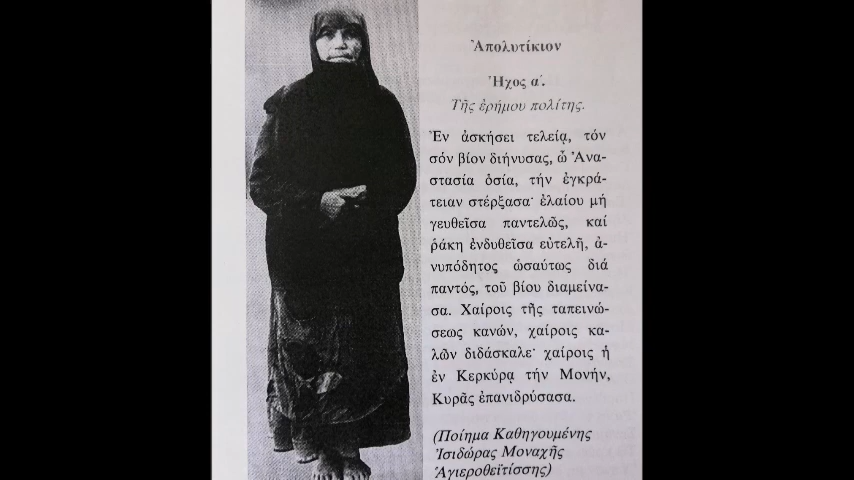 Ἀπολυτίκιον
Ἦχος α΄.
Τῆς ἐρήμου πολίτης.
Ἐν ἀσκήσει τελείᾳ, τόν
σόν βίον διήνυσας, ὦ Ἀνα-
στασία ὁσία, τήν ἐγκρά-
τειαν στέρξασα· ἐλαίου μή
γευθεῖσα παντελῶς, καί
ῥάκη ἐνδυθεῖσα εὐτελῆ, ἀ-
νυπόδητος ὡσαύτως διά
παντός, τοῦ βίου διαμείνα-
σα. Χαίροις τῆς ταπεινώ-
σεως κανών, χαίροις κα-
λῶν διδάσκαλε· χαίροις ἡ
ἐν Κερκύρᾳ τήν Μονήν,
Κυρᾶς ἐπανιδρύσασα.
(Ποίημα Καθηγουμένης
Ἰσιδώρας Μοναχῆς
Ἁγιεροθεϊτίσσης)